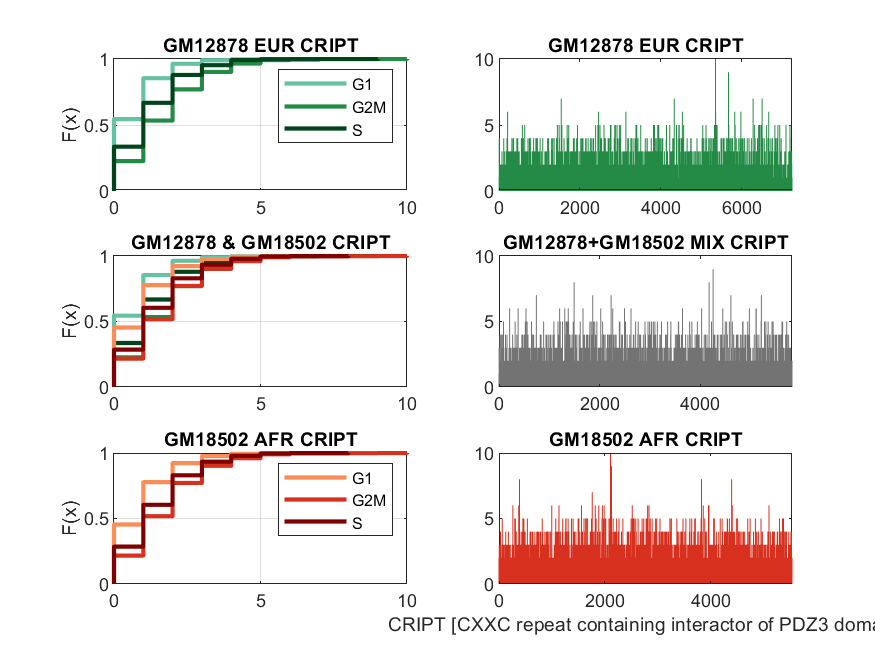 GM12878 EUR CRIPT
F(x)
1
0.5
0
0 5 10
G1
G2M
S
GM12878 EUR CRIPT
10
5
0
0 2000 4000 6000
GM12878 & GM18502 CRIPT
F(x)
1
0.5
0
0 5 10
GM12878+GM18502 MIX CRIPT
10
5
0
0 2000 4000
GM18502 AFR CRIPT
F(x)
1
0.5
0
0 5 10
G1
G2M
S
GM18502 AFR CRIPT
10
5
0
0 2000 4000
CRIPT [CXXC repeat containing interactor of PDZ3 doma